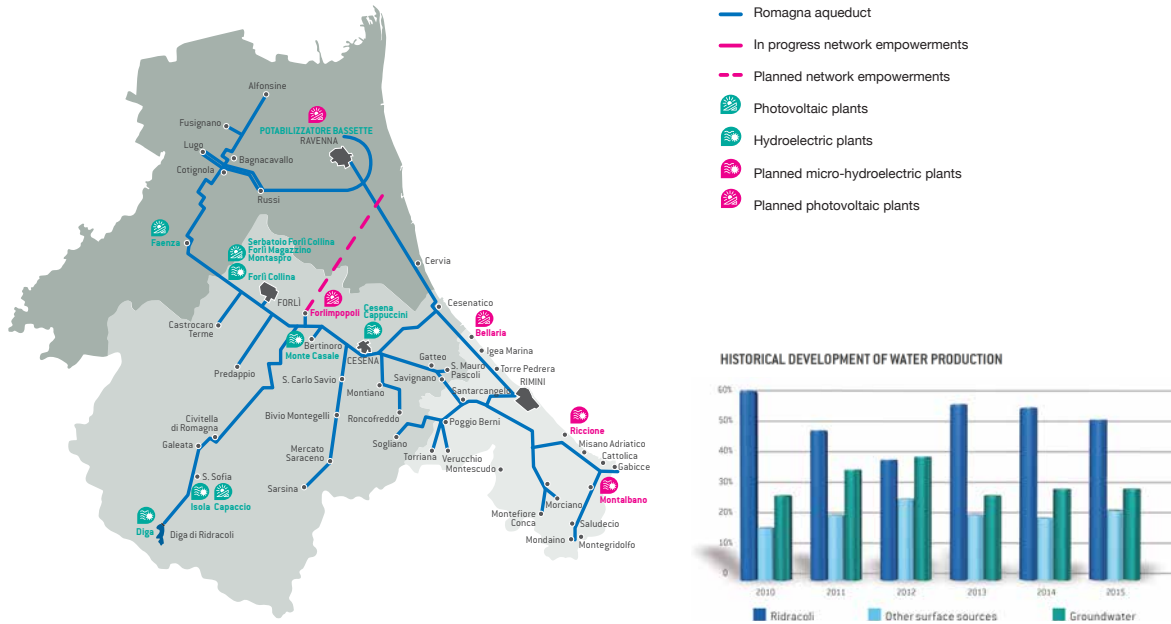 Romagna aqueduct
In progress network empowerments
Planned network empowerments
Photovoltaic plants
Hydroelectric plants
Planned micro-hydroelectric plants
Planned photovoltaic plants
Alfonsine
Fusignano
POTABILIZZATORE BASSETTE
RAVENNA
Lugo
Bagnacavallo
Cotignola
Russi
Faenza
Serbatoio Forlì Collina
Forlì Magazzino
Montaspro
Forlì Collina
Cervia
FORLÌ
Forlimpopoli
Cesena
Cappuccini
Cesenatico
Bellaria
Castrocaro
Terme
Bertinoro
Monte Casale
CESENA
Igea Marina
Predappio
Gatteo
S. Mauro
Pascoli
Torre Pedrera
S. Carlo Savio
Savignano
RIMINI
Montiano
Santarcangelo
Civitella
di Romagna
Bivio Montegelli
Roncofreddo
Poggio Berni
Riccione
Galeata
Sogliano
Misano Adriatico
Mercato
Saraceno
Torriana
Verucchio
Cattolica
Gabicce
Montescudo
S. Sofia
Sarsina
Isola
Capaccio
Montalbano
Morciano
Montefiore
Conca
Diga
Diga di Ridracoli
Saludecio
Mondaino
Montegridolfo
HISTORICAL DEVELOPMENT OF WATER PRODUCTION
60%
50%
40%
30%
20%
10%
0
2010 2011 2012 2013 2014 2015
Ridracoli Other surface sources Groundwater